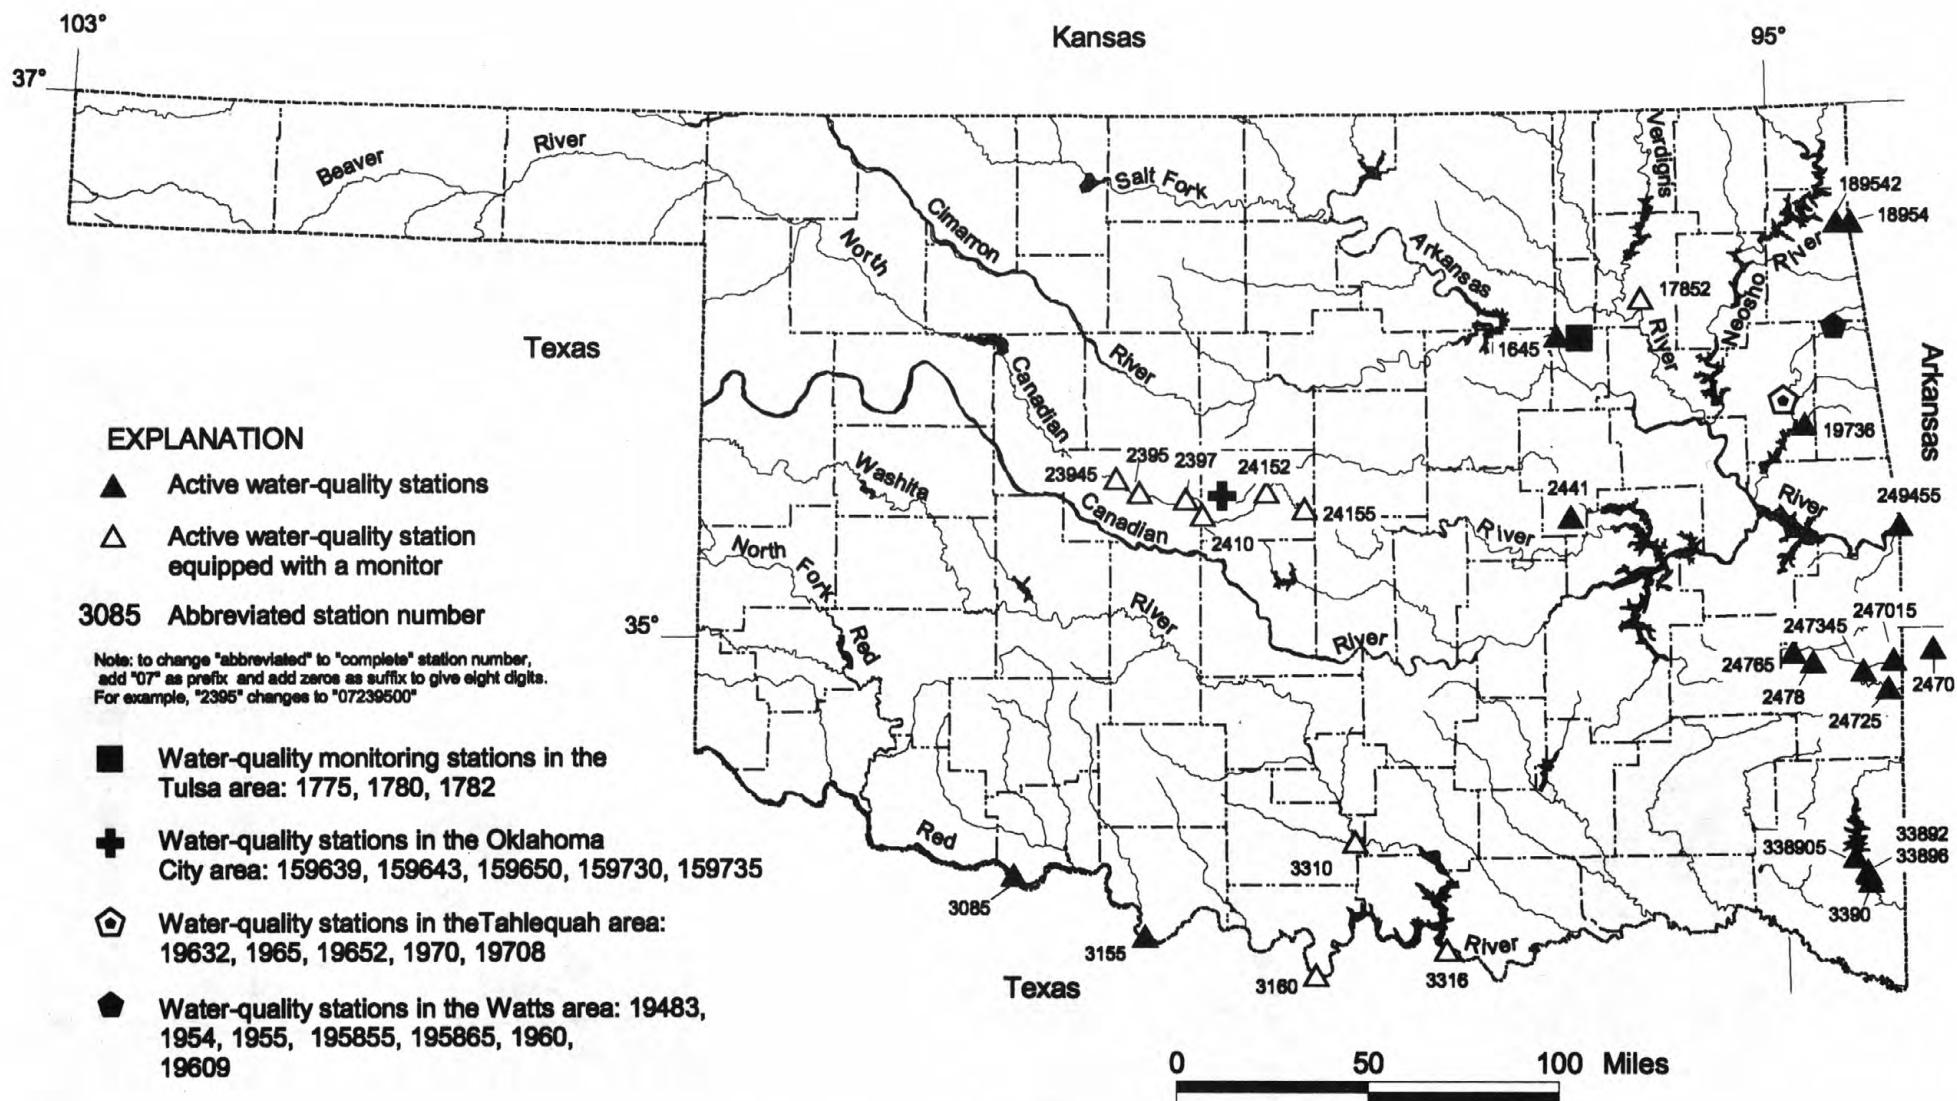 103°
Kansas
95°
37°
Beaver
River
Salt Fork
Verdigris
189542
18954
Cimarron
North
Arkansas
River
17852
Neosho
Texas
1645
River
River
Canadian
Arkansas
19736
EXPLANATION
Active water-quality stations
Active water-quality station
equipped with a monitor
3085 Abbreviated station number
Note: to change "abbreviated" to "complete" station number,
add "07" as prefix and add zeros as suffix to give eight digits.
For example, "2395" changes to "07239500"
Water-quality monitoring stations in the
Tulsa area: 1775, 1780, 1782
Water-quality stations in the Oklahoma
City area: 159639, 159643, 159650, 159730, 159735
Water-quality stations in theTahlequah area:
19632, 1965, 19652, 1970, 19708
Water-quality stations in the Watts area: 19483,
1954, 1955, 195855, 195865, 1960,
19609
23945
2395
2397
24152
Washita
Canadian
2410
24155
2441
River
River
249455
North
Fork
Red
35°
River
River
247015
247345
24765
2478
2470
24725
Red
3085
3310
338905
33892
33896
3390
3155
Texas
3160
3316
River
0 50 100 Miles